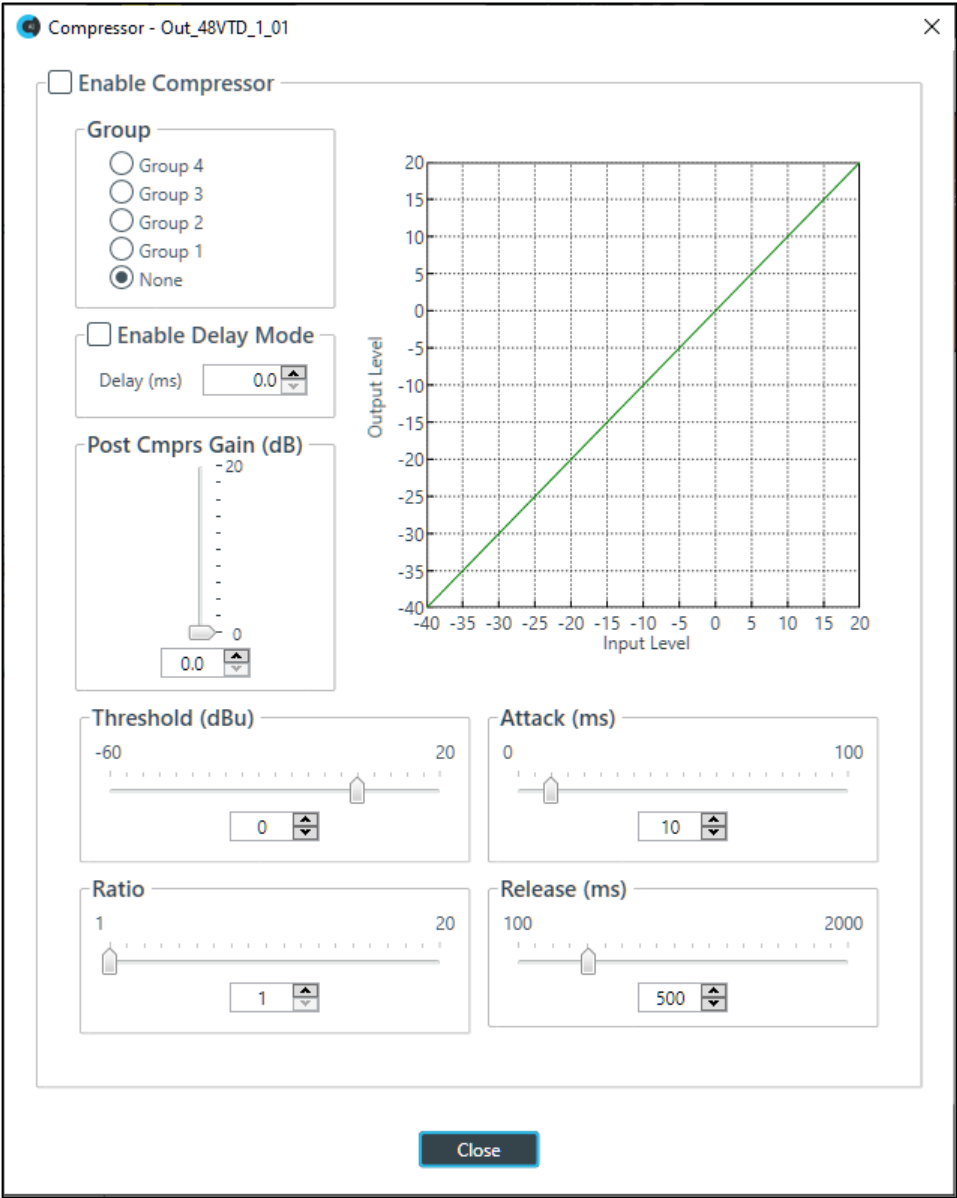 Compressor - Out_48VTD_1_01
Enable Compressor
Group
Group 4
Group 3
Group 2
Group 1
None
Enable Delay Mode
Delay (ms) 0.0
Post Cmprs Gain (dB)
20
0
0.0
Output Level
20
15
10
5
0
-5
-10
-15
-20
-25
-30
-35
-40
-40 -35 -30 -25 -20 -15 -10 -5 0 5 10 15 20
Input Level
Threshold (dBu)
-60 20
0
Attack (ms)
0 100
10
Ratio
1 20
1
Release (ms)
100 2000
500
Close